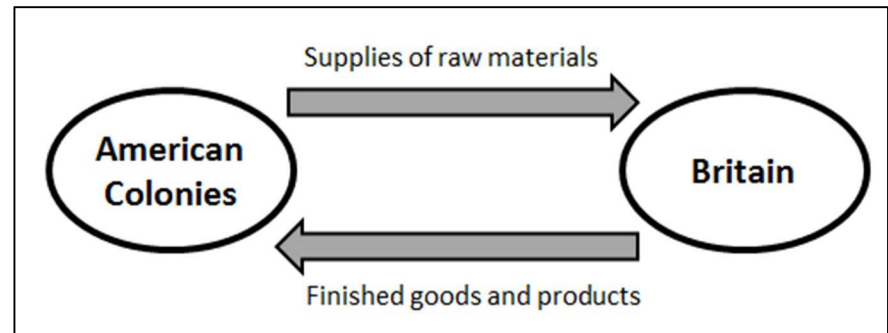 Supplies of raw materials
American
Colonies
Britain
Finished goods and products